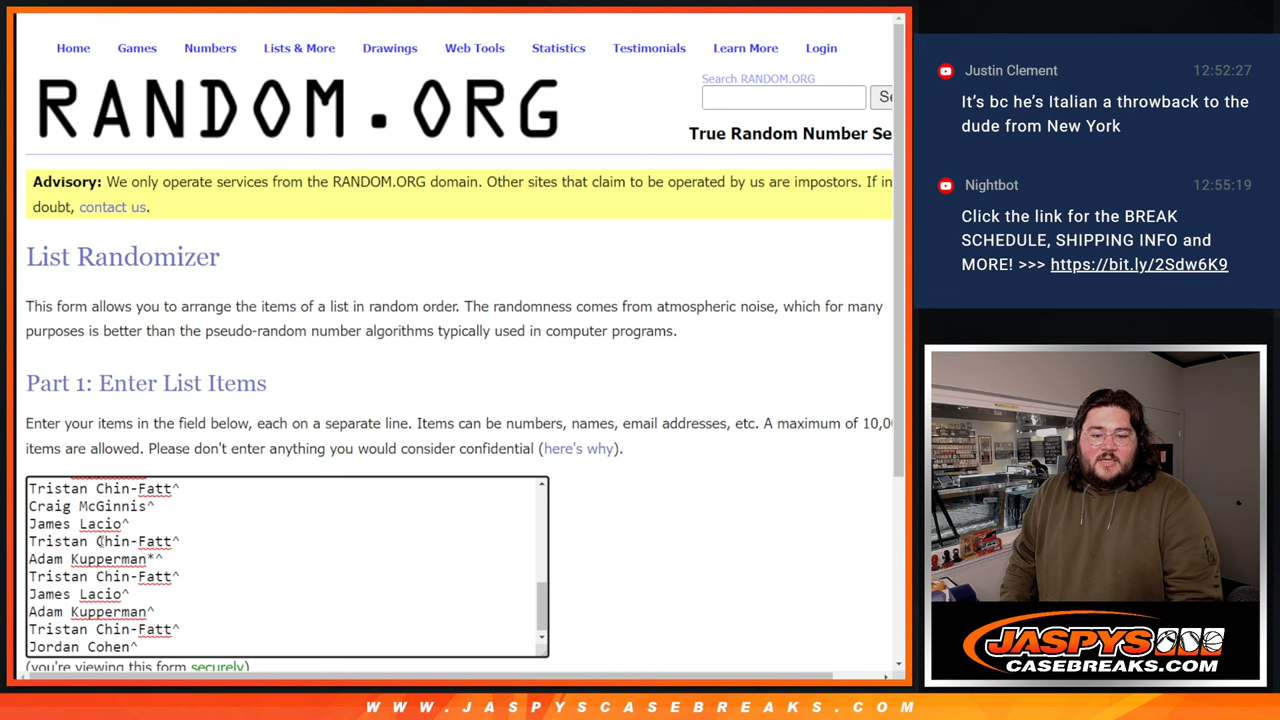 Home Games Numbers Lists & More Drawings Web Tools Statistics Testimonials Learn More Login
RANDOM.ORG
Search RANDOM.ORG
Se
True Random Number Se
Advisory: We only operate services from the RANDOM.ORG domain. Other sites that claim to be operated by us are impostors. If in
doubt, contact us.
List Randomizer
This form allows you to arrange the items of a list in random order. The randomness comes from atmospheric noise, which for many
purposes is better than the pseudo-random number algorithms typically used in computer programs.
Part 1: Enter List Items
Enter your items in the field below, each on a separate line. Items can be numbers, names, email addresses, etc. A maximum of 10,0
items are allowed. Please don't enter anything you would consider confidential (here's why).
Tristan Chin-Fatt^
Craig McGinnis^
James Lacio^
Tristan Chin-Fatt^
Adam Kupperman*^
Tristan Chin-Fatt^
James Lacio^
Adam Kupperman^
Tristan Chin-Fatt^
Jordan Cohen^
(you're viewing this form securely)
Justin Clement 12:52:27
It's bc he's Italian a throwback to the
dude from New York
Nightbot 12:55:19
Click the link for the BREAK
SCHEDULE, SHIPPING INFO and
MORE! >>> https://bit.ly/2Sdw6K9
JASPYS
CASEBREAKS.COM
WWW.JASPYSCASEBREAKS.COM